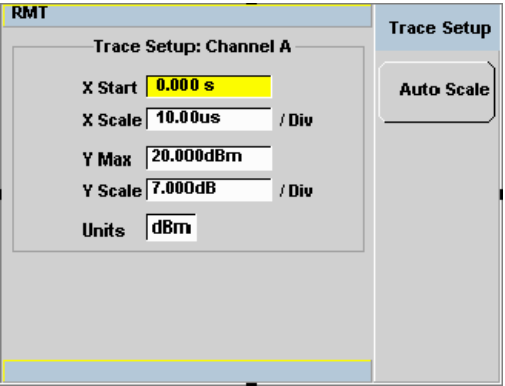 RMT
Trace Setup
Trace Setup: Channel A
Auto Scale
X Start 0.000 s
X Scale 10.00us / Div
Y Max 20.000dBm
Y Scale 7.000dB / Div
Units dBm